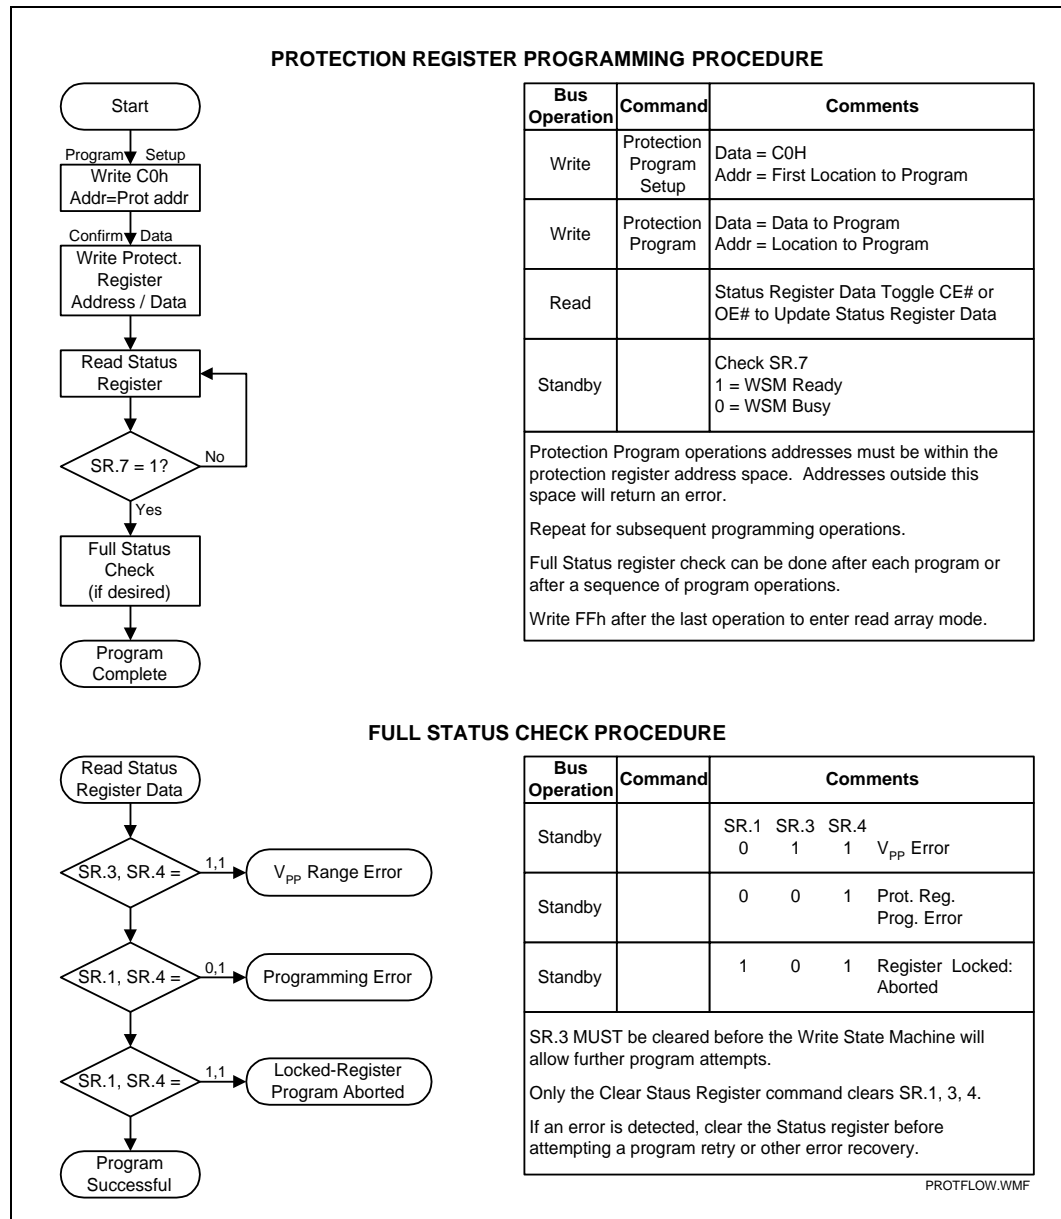 PROTECTION REGISTER PROGRAMMING PROCEDURE
Start
Program Setup
Write C0h
Addr=Prot addr
Confirm Data
Write Protect.
Register
Address / Data
Read Status
Register
SR.7 = 1?
No
Yes
Full Status
Check
(if desired)
Program
Complete
Bus
Operation
Command
Comments
Write
Protection
Program
Setup
Data = C0H
Addr = First Location to Program
Write
Protection
Program
Data = Data to Program
Addr = Location to Program
Read
Status Register Data Toggle CE# or
OE# to Update Status Register Data
Standby
Check SR.7
1 = WSM Ready
0 = WSM Busy
Protection Program operations addresses must be within the
protection register address space. Addresses outside this
space will return an error.
Repeat for subsequent programming operations.
Full Status register check can be done after each program or
after a sequence of program operations.
Write FFh after the last operation to enter read array mode.
FULL STATUS CHECK PROCEDURE
Read Status
Register Data
SR.3, SR.4 =
1,1
VPP Range Error
SR.1, SR.4 =
0,1
Programming Error
SR.1, SR.4 =
1,1
Locked-Register
Program Aborted
Program
Successful
Bus
Operation
Command
Comments
Standby
SR.1 SR.3 SR.4
0 1 1 VPP Error
Standby
0 0 1 Prot. Reg.
Prog. Error
Standby
1 0 1 Register Locked:
Aborted
SR.3 MUST be cleared before the Write State Machine will
allow further program attempts.
Only the Clear Staus Register command clears SR.1, 3, 4.
If an error is detected, clear the Status register before
attempting a program retry or other error recovery.
PROTFLOW.WMF